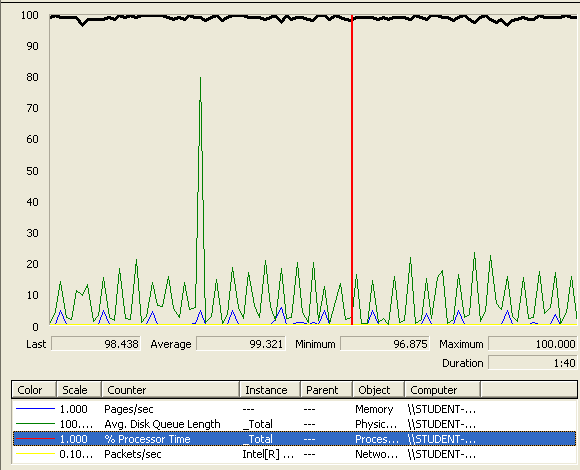 100
90
80
70
60
50
40
30
20
10
0
Last 98.438 Average 99.321 Minimum 96.875 Maximum 100.000
Duration 1:40
Color Scale Counter Instance Parent Object Computer
1.000 Pages/sec --- --- Memory \\STUDENT-...
100.... Avg. Disk Queue Length _Total --- Physic... \\STUDENT-...
1.000 % Processor Time _Total --- Proces... \\STUDENT-...
0.10... Packets/sec Intel[R] ... --- Netwo... \\STUDENT-...